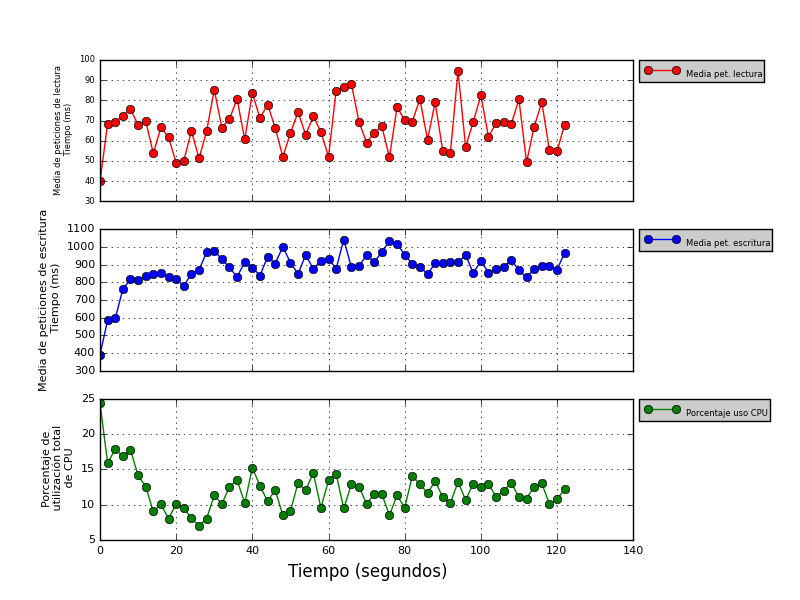 Media de peticiones de lectura
Tiempo (ms)
100
90
80
70
60
50
40
30
Media pet. lectura
Media de peticiones de escritura
Tiempo (ms)
1100
1000
900
800
700
600
500
400
300
Media pet. escritura
Porcentaje de
utilización total
de CPU
25
20
15
10
5
Porcentaje uso CPU
0 20 40 60 80 100 120 140
Tiempo (segundos)